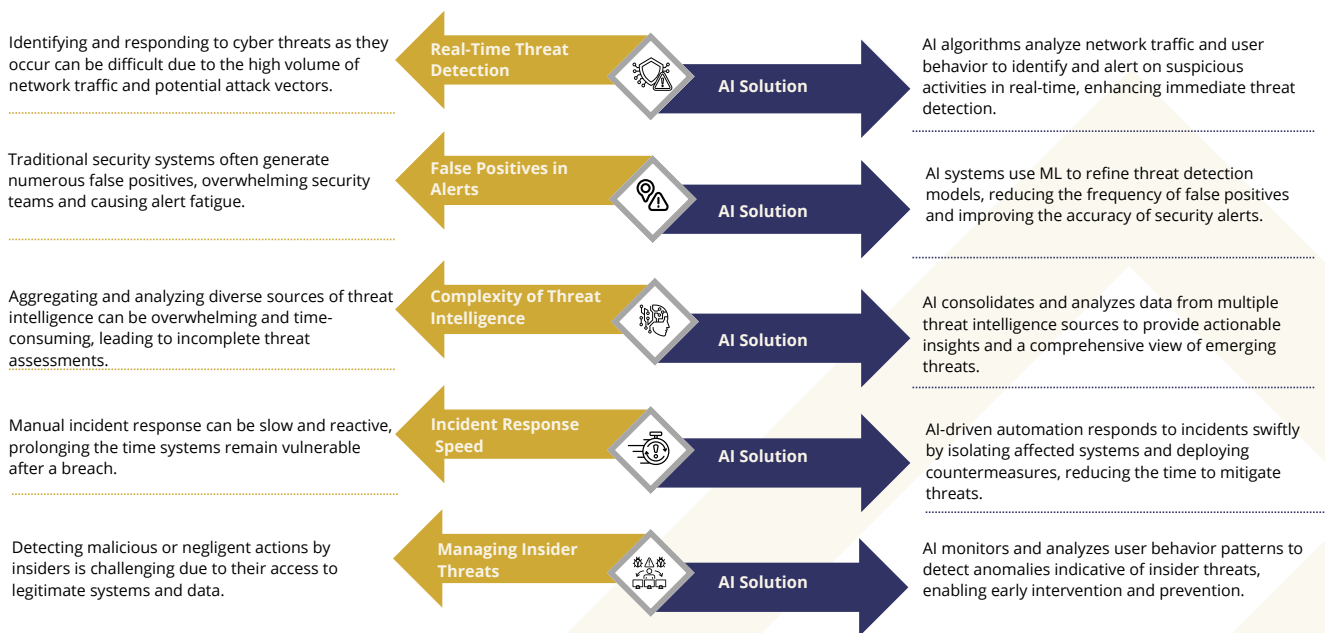 Identifying and responding to cyber threats as they
occur can be difficult due to the high volume of
network traffic and potential attack vectors.
Real-Time Threat
Detection
AI Solution
AI algorithms analyze network traffic and user
behavior to identify and alert on suspicious
activities in real-time, enhancing immediate threat
detection.
Traditional security systems often generate
numerous false positives, overwhelming security
teams and causing alert fatigue.
False Positives in
Alerts
AI Solution
AI systems use ML to refine threat detection
models, reducing the frequency of false positives
and improving the accuracy of security alerts.
Aggregating and analyzing diverse sources of threat
intelligence can be overwhelming and time-
consuming, leading to incomplete threat
assessments.
Complexity of Threat
Intelligence
AI Solution
AI consolidates and analyzes data from multiple
threat intelligence sources to provide actionable
insights and a comprehensive view of emerging
threats.
Manual incident response can be slow and reactive,
prolonging the time systems remain vulnerable
after a breach.
Incident Response
Speed
AI Solution
AI-driven automation responds to incidents swiftly
by isolating affected systems and deploying
countermeasures, reducing the time to mitigate
threats.
Detecting malicious or negligent actions by
insiders is challenging due to their access to
legitimate systems and data.
Managing Insider
Threats
AI Solution
AI monitors and analyzes user behavior patterns to
detect anomalies indicative of insider threats,
enabling early intervention and prevention.